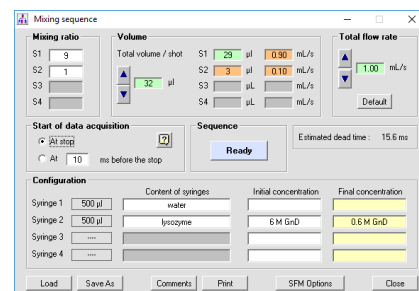 Mixing sequence
Mixing ratio
S1 9
S2 1
S3
S4
Volume
Total volume / shot
32 µl
S1 29 µl 0.90 mL/s
S2 3 µl 0.10 mL/s
S3 µL mL/s
S4 µL mL/s
Total flow rate
1.00 mL/s
Default
Start of data acquisition
At stop
?
At 10 ms before the stop
Sequence
Ready
Estimated dead time : 15.6 ms
Configuration
Content of syringes Initial concentration Final concentration
Syringe 1 500 µl water
Syringe 2 500 µl lysozyme 6 M GnD 0.6 M GnD
Syringe 3 ----
Syringe 4 ----
Load Save As Comments Print SFM Options Close